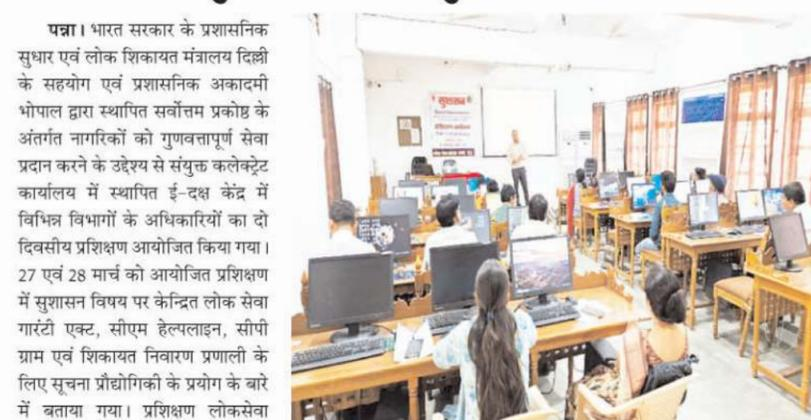 पन्ना। भारत सरकार के प्रशासनिक
सुधार एवं लोक शिकायत मंत्रालय दिल्ली
के सहयोग एवं प्रशासनिक अकादमी
भोपाल द्वारा स्थापित सर्वोत्तम प्रकोष्ठ के
अंतर्गत नागरिकों को गुणवत्तापूर्ण सेवा
प्रदान करने के उद्देश्य से संयुक्त कलेक्ट्रेट
कार्यालय में स्थापित ई-दक्ष केंद्र में
विभिन्न विभागों के अधिकारियों का दो
दिवसीय प्रशिक्षण आयोजित किया गया।
27 एवं 28 मार्च को आयोजित प्रशिक्षण
में सुशासन विषय पर केन्द्रित लोक सेवा
गारंटी एक्ट, सीएम हेल्पलाइन, सीपी
ग्राम एवं शिकायत निवारण प्रणाली के
लिए सूचना प्रौद्योगिकी के प्रयोग के बारे
में बताया गया। प्रशिक्षण लोकसेवा
सुशासन